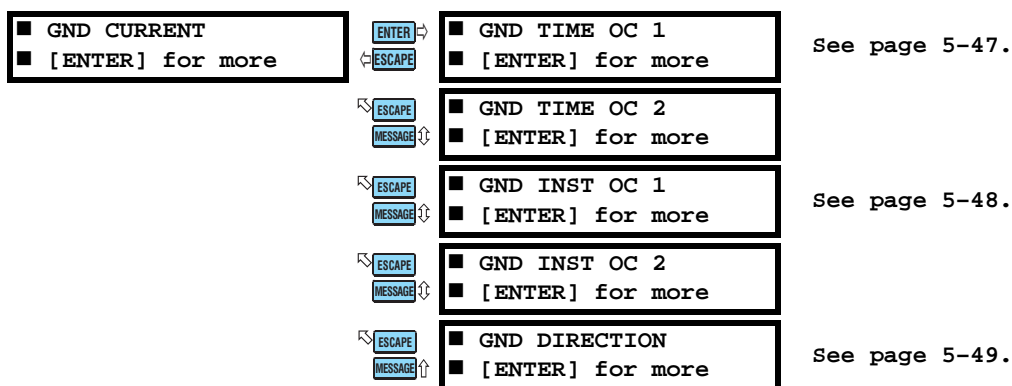 ■ GND CURRENT
■ [ENTER] for more
ENTER
ESCAPE
■ GND TIME OC 1
■ [ENTER] for more
See page 5-47.
ESCAPE
MESSAGE
■ GND TIME OC 2
■ [ENTER] for more
ESCAPE
MESSAGE
■ GND INST OC 1
■ [ENTER] for more
See page 5-48.
ESCAPE
MESSAGE
■ GND INST OC 2
■ [ENTER] for more
ESCAPE
MESSAGE
■ GND DIRECTION
■ [ENTER] for more
See page 5-49.